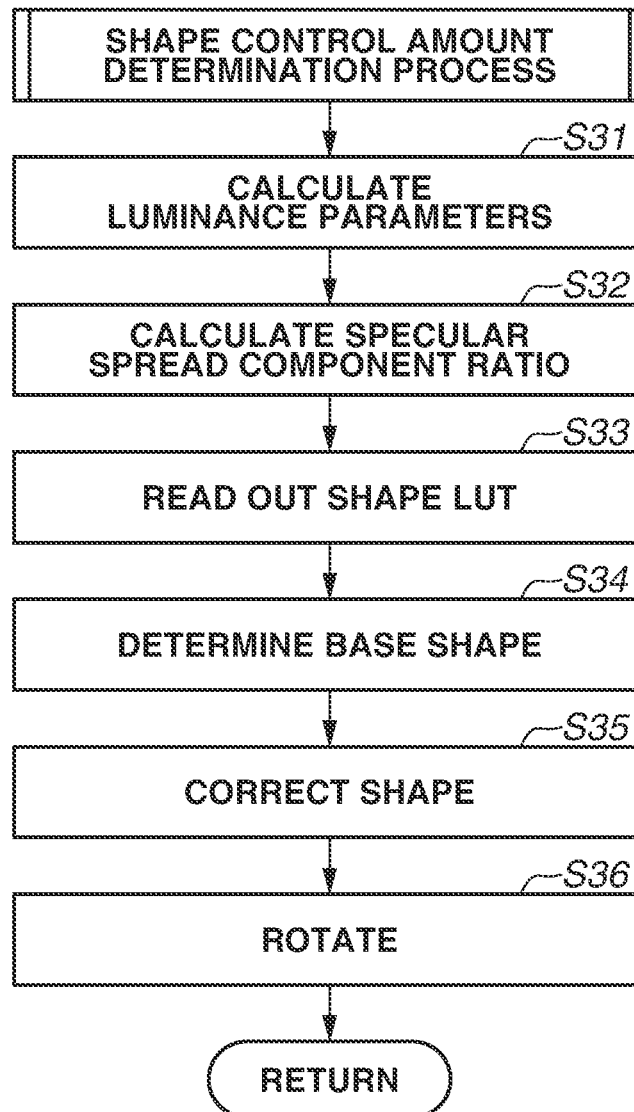 SHAPE CONTROL AMOUNT
DETERMINATION PROCESS
S31
CALCULATE
LUMINANCE PARAMETERS
S32
CALCULATE SPECULAR
SPREAD COMPONENT RATIO
S33
READ OUT SHAPE LUT
S34
DETERMINE BASE SHAPE
S35
CORRECT SHAPE
S36
ROTATE
RETURN